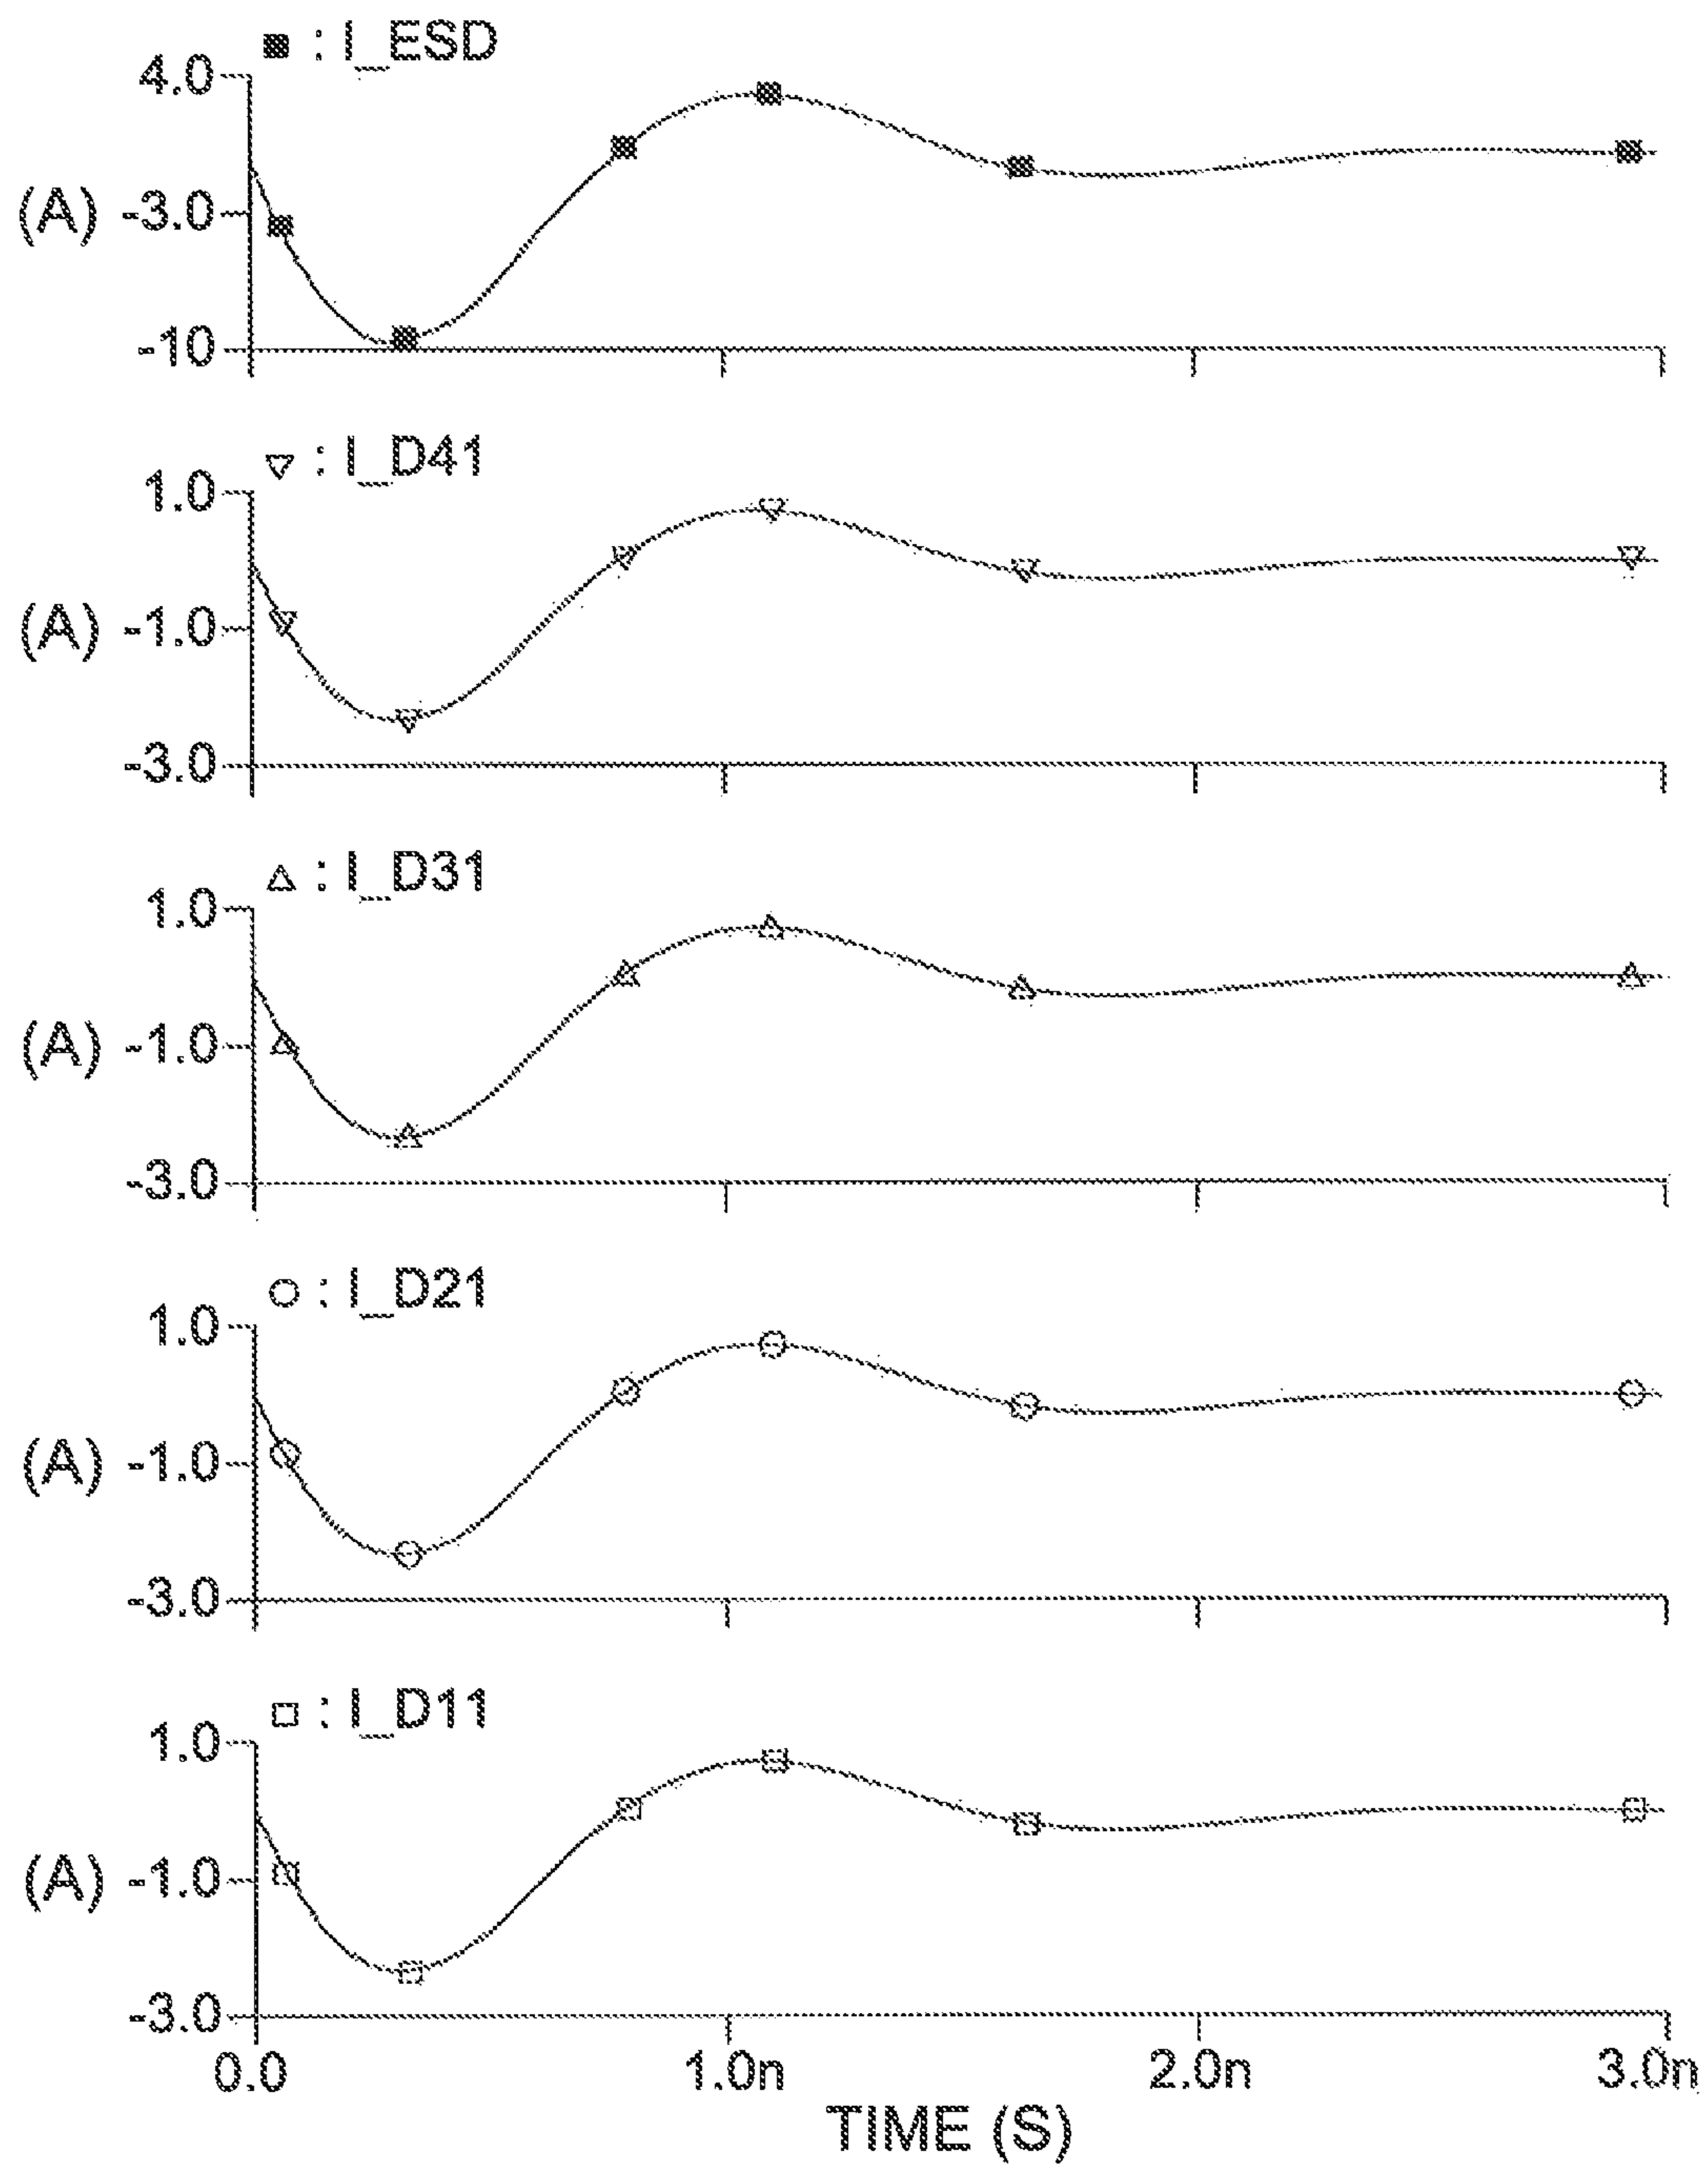 ■ : I_ESD
4.0
(A) -3.0
-10
▽ : I_D41
1.0
(A) -1.0
-3.0
△ : I_D31
1.0
(A) -1.0
-3.0
○ : I_D21
1.0
(A) -1.0
-3.0
□ : I_D11
1.0
(A) -1.0
-3.0
0.0 1.0n 2.0n 3.0n
TIME (S)